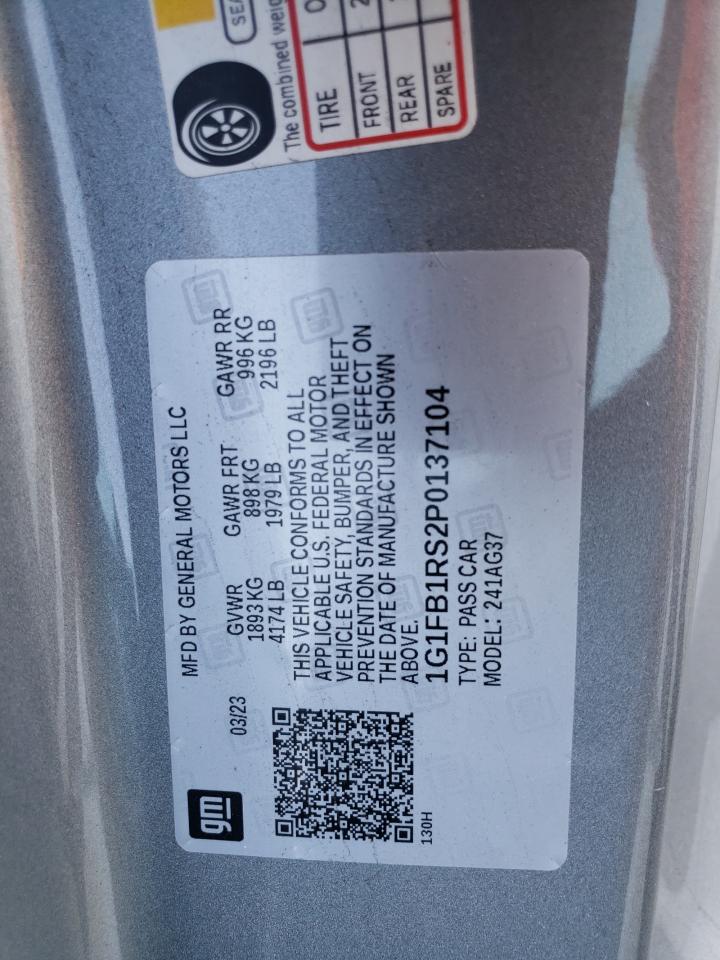 SEA
The combined weig
TIRE
FRONT
REAR
SPARE
MFD BY GENERAL MOTORS LLC
03/23
GVWR GAWR FRT GAWR RR
1893 KG 898 KG 996 KG
4174 LB 1979 LB 2196 LB
THIS VEHICLE CONFORMS TO ALL
APPLICABLE U.S. FEDERAL MOTOR
VEHICLE SAFETY, BUMPER, AND THEFT
PREVENTION STANDARDS IN EFFECT ON
THE DATE OF MANUFACTURE SHOWN
ABOVE.
1G1FB1RS2P0137104
TYPE: PASS CAR
MODEL: 241AG37
gm
130H